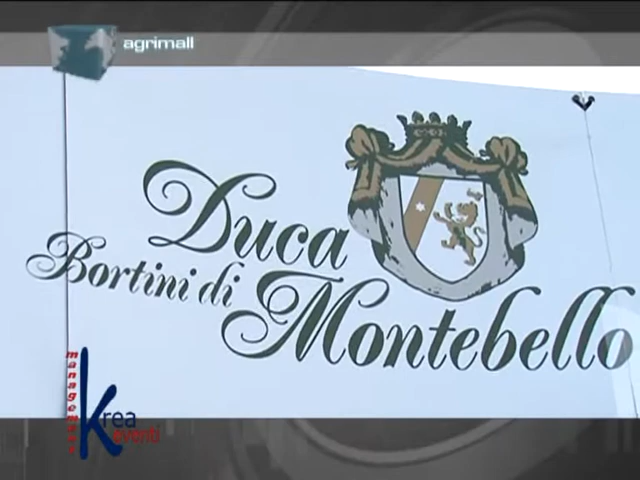 agrimall
Duca
Bortini di
Montebello
management
Krea
eventi